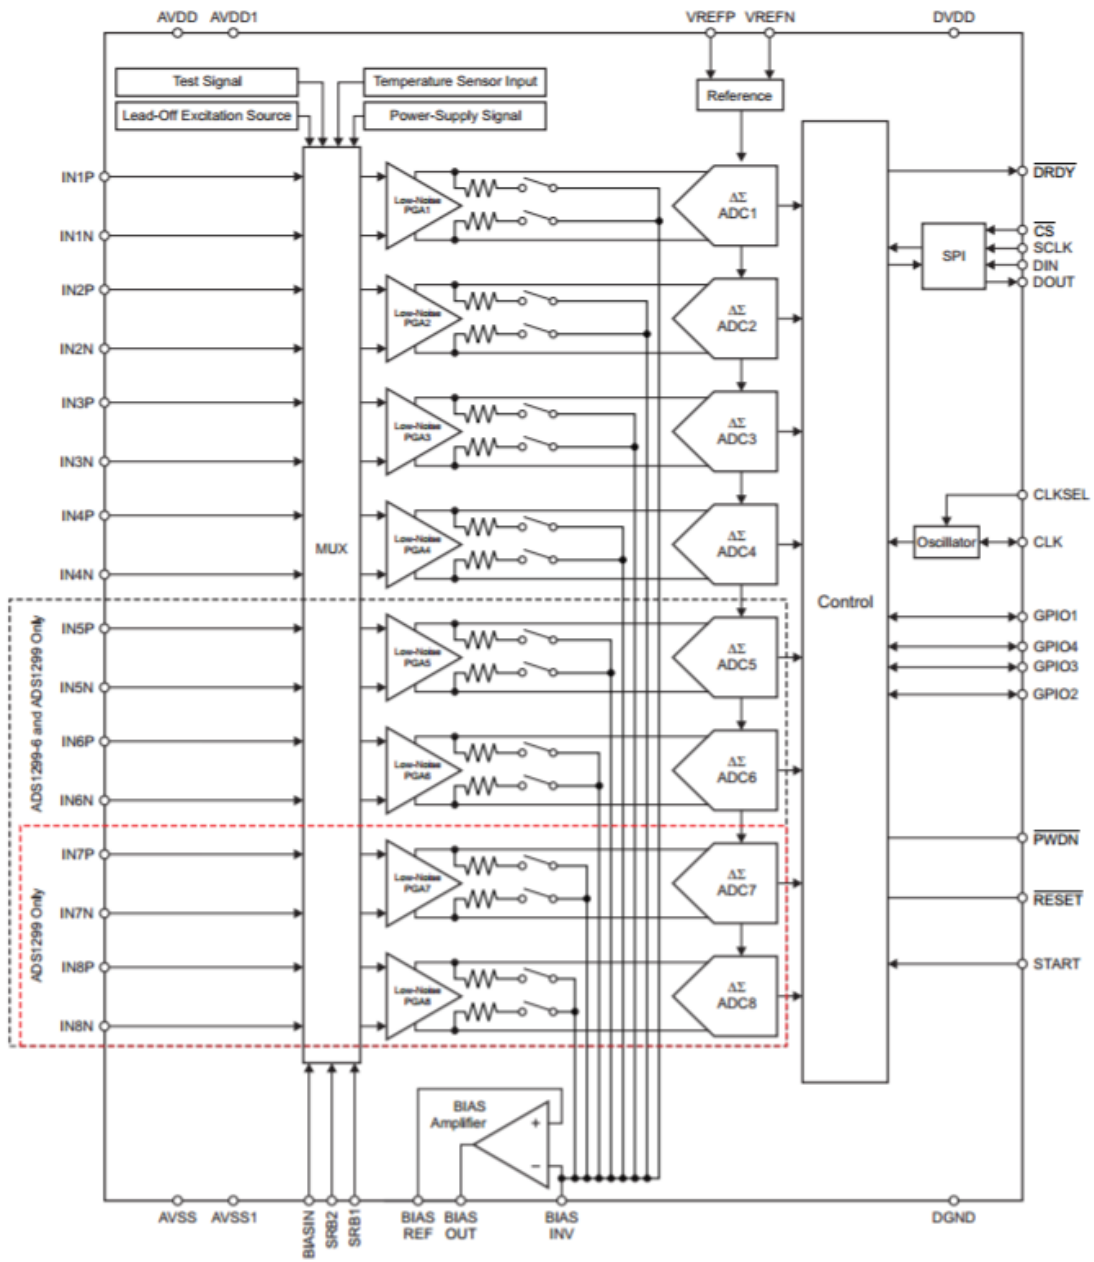 AVDD AVDD1 VREFP VREFN DVDD
Test Signal
Temperature Sensor Input
Lead-Off Excitation Source
Power-Supply Signal
Reference
IN1P
IN1N
IN2P
IN2N
IN3P
IN3N
IN4P
IN4N
IN5P
IN5N
IN6P
IN6N
IN7P
IN7N
IN8P
IN8N
ADS1299-6 and ADS1299 Only
ADS1299 Only
MUX
Low-Noise
PGA1
Low-Noise
PGA2
Low-Noise
PGA3
Low-Noise
PGA4
Low-Noise
PGA5
Low-Noise
PGA6
Low-Noise
PGA7
Low-Noise
PGA8
ΔΣ
ADC1
ΔΣ
ADC2
ΔΣ
ADC3
ΔΣ
ADC4
ΔΣ
ADC5
ΔΣ
ADC6
ΔΣ
ADC7
ΔΣ
ADC8
Control
SPI
Oscillator
DRDY
CS
SCLK
DIN
DOUT
CLKSEL
CLK
GPIO1
GPIO4
GPIO3
GPIO2
PWDN
RESET
START
BIAS
Amplifier
+
−
AVSS AVSS1
BIASIN
SRB2
SRB1
BIAS
REF
BIAS
OUT
BIAS
INV
DGND